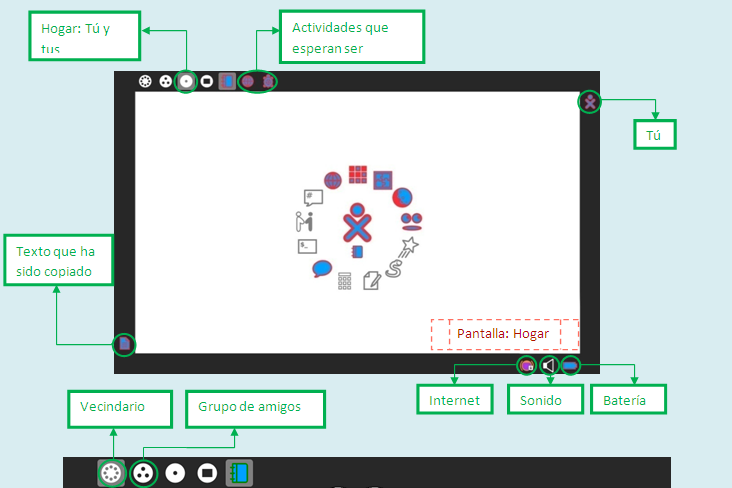 Hogar: Tú y
tus
Actividades que
esperan ser
Tú
#
$_
Texto que ha
sido copiado
Pantalla: Hogar
Internet
Sonido
Batería
Vecindario
Grupo de amigos